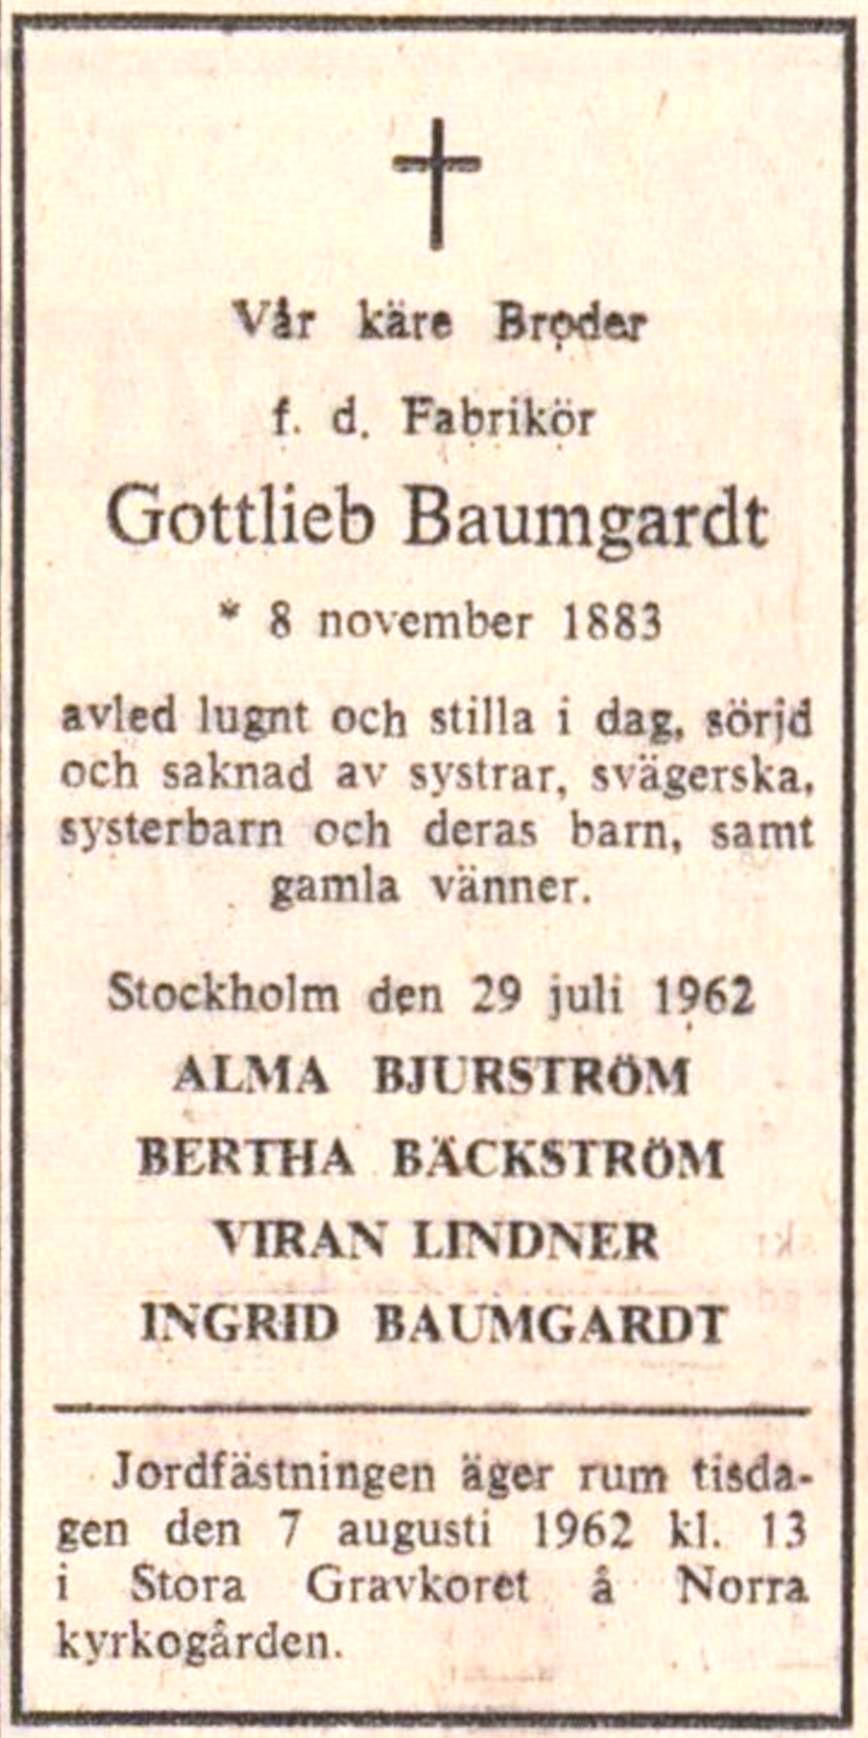 Vår käre Broder
f. d. Fabrikör
Gottlieb Baumgardt
* 8 november 1883
avled lugnt och stilla i dag, sörjd
och saknad av systrar, svägerska,
systerbarn och deras barn, samt
gamla vänner.
Stockholm den 29 juli 1962
ALMA BJURSTRÖM
BERTHA BÄCKSTRÖM
VIRAN LINDNER
INGRID BAUMGARDT
Jordfästningen äger rum tisda-
gen den 7 augusti 1962 kl. 13
i Stora Gravkoret å Norra
kyrkogården.